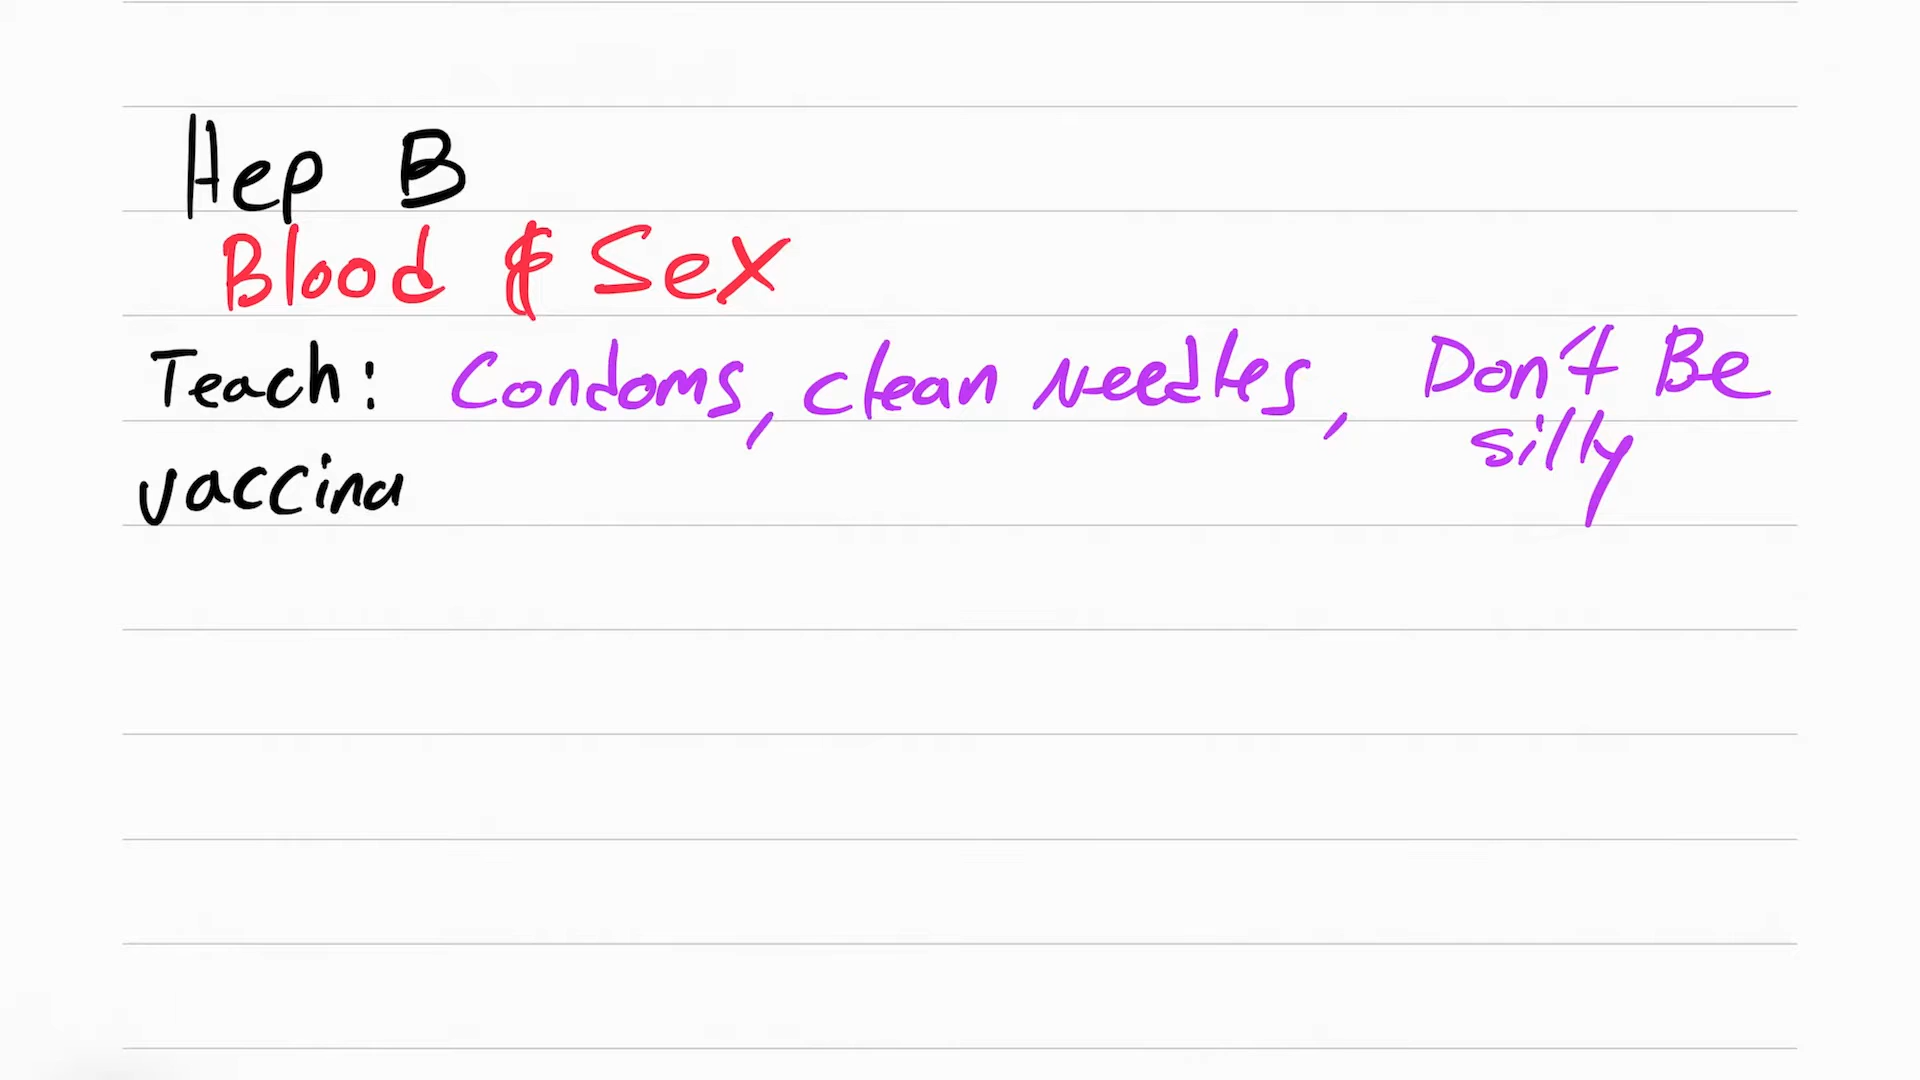 Hep B
Blood & Sex
Teach: Condoms, clean Needles, Don't Be
silly
vaccina